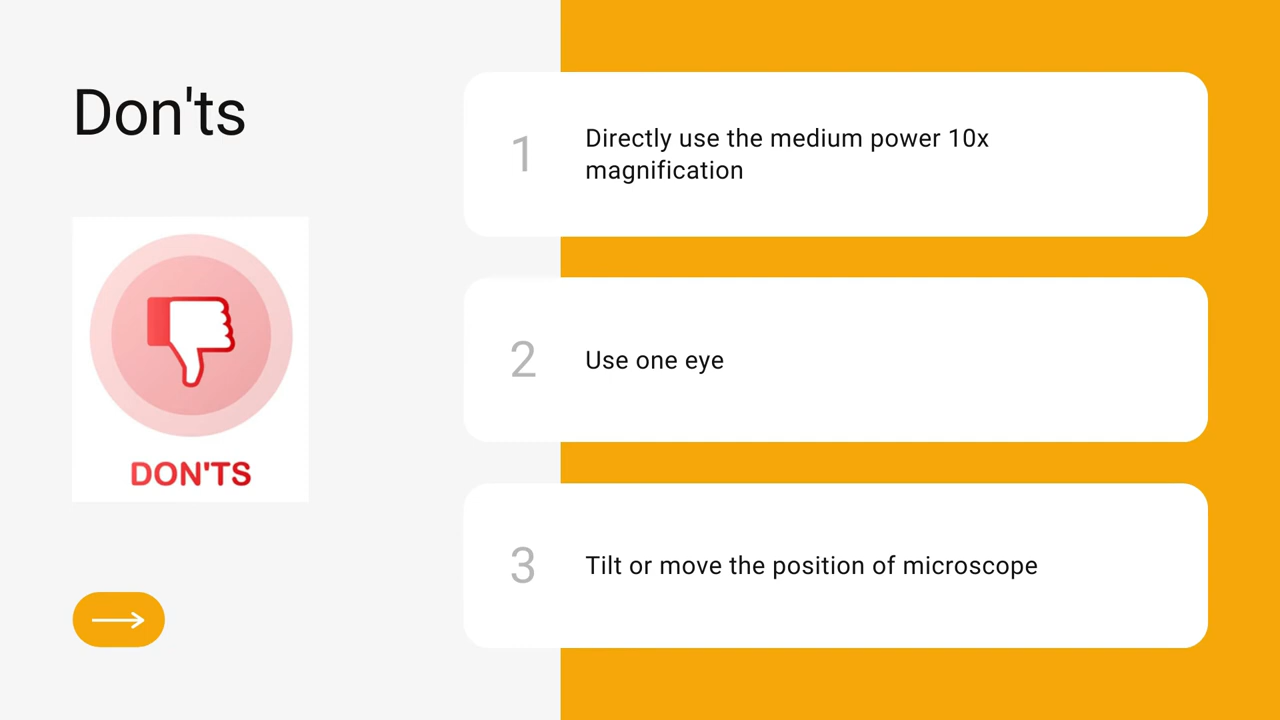 Don'ts
DON'TS
1
Directly use the medium power 10x
magnification
2
Use one eye
3
Tilt or move the position of microscope